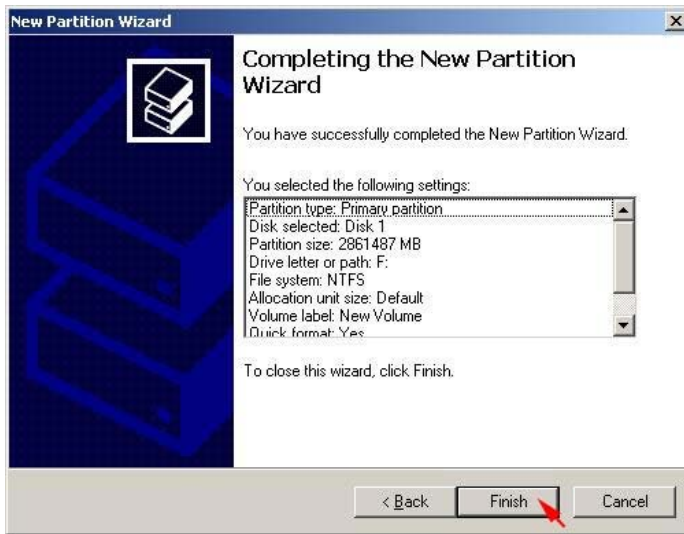 New Partition Wizard
Completing the New Partition
Wizard
You have successfully completed the New Partition Wizard.
You selected the following settings:
Partition type: Primary partition
Disk selected: Disk 1
Partition size: 2861487 MB
Drive letter or path: F:
File system: NTFS
Allocation unit size: Default
Volume label: New Volume
Quick format: Yes
To close this wizard, click Finish.
< Back Finish Cancel